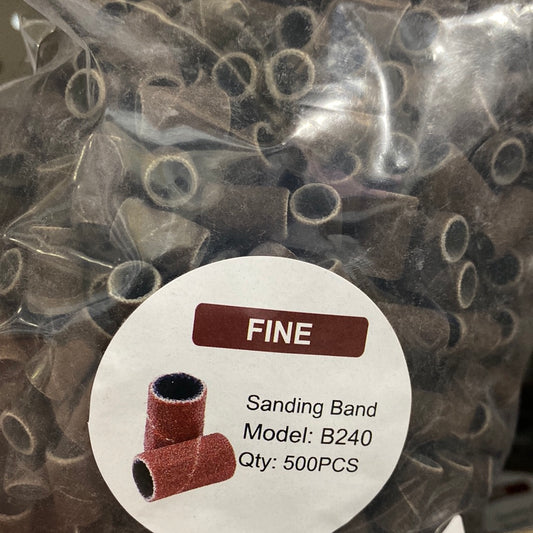 FINE
Sanding Band
Model: B240
Qty: 500PCS